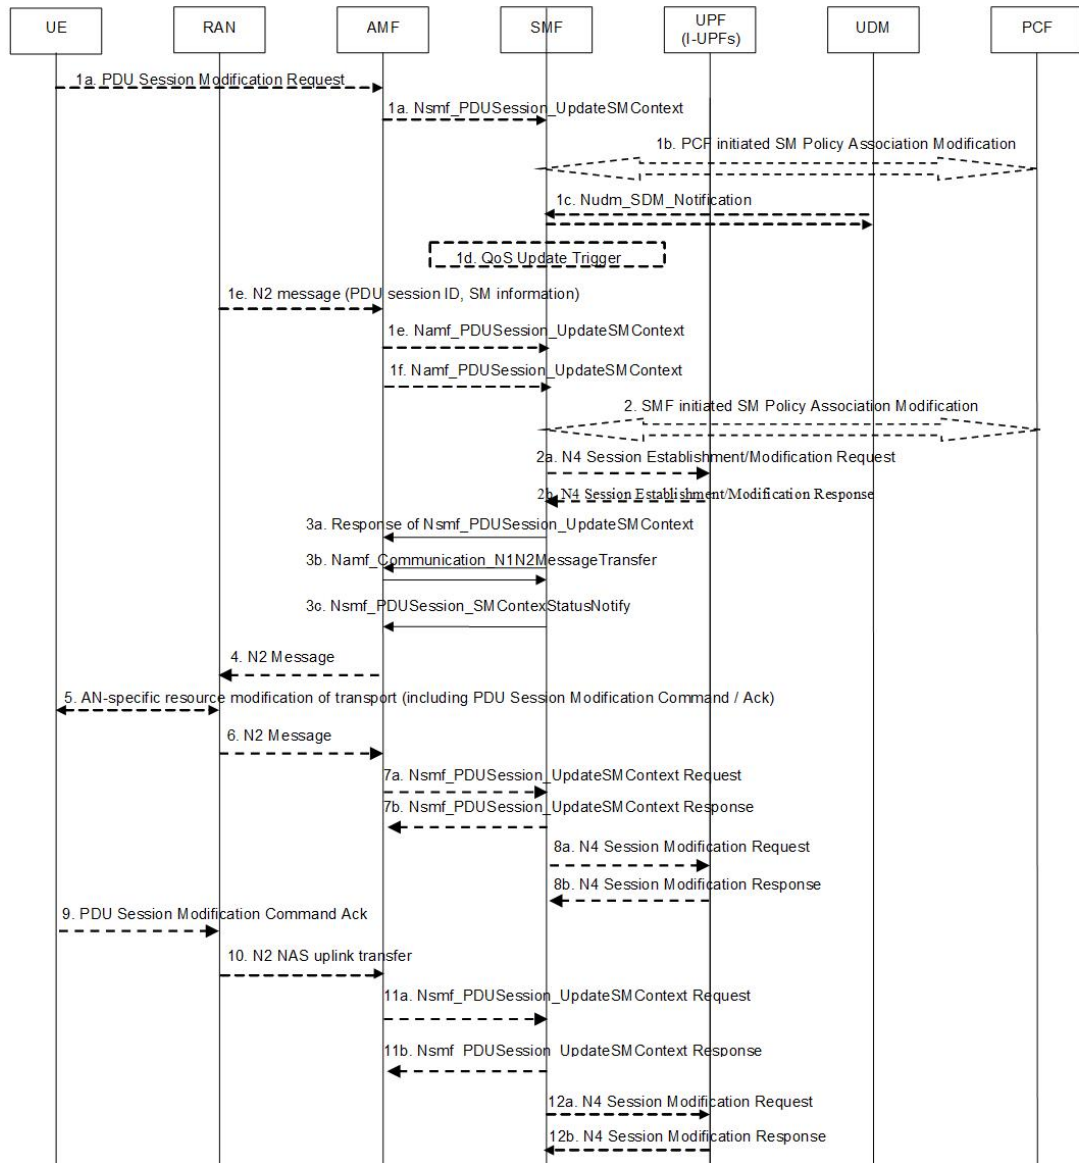 UE
RAN
AMF
SMF
UPF
(I-UPFs)
UDM
PCF
1a. PDU Session Modification Request
1a. Nsmf_PDUSession_UpdateSMContext
1b. PCF initiated SM Policy Association Modification
1c. Nudm_SDM_Notification
1d. QoS Update Trigger
1e. N2 message (PDU session ID, SM information)
1e. Namf_PDUSession_UpdateSMContext
1f. Namf_PDUSession_UpdateSMContext
2. SMF initiated SM Policy Association Modification
2a. N4 Session Establishment/Modification Request
2b. N4 Session Establishment/Modification Response
3a. Response of Nsmf_PDUSession_UpdateSMContext
3b. Namf_Communication_N1N2MessageTransfer
3c. Nsmf_PDUSession_SMContexStatusNotify
4. N2 Message
5. AN-specific resource modification of transport (including PDU Session Modification Command / Ack)
6. N2 Message
7a. Nsmf_PDUSession_UpdateSMContext Request
7b. Nsmf_PDUSession_UpdateSMContext Response
8a. N4 Session Modification Request
8b. N4 Session Modification Response
9. PDU Session Modification Command Ack
10. N2 NAS uplink transfer
11a. Nsmf_PDUSession_UpdateSMContext Request
11b. Nsmf_PDUSession_UpdateSMContext Response
12a. N4 Session Modification Request
12b. N4 Session Modification Response